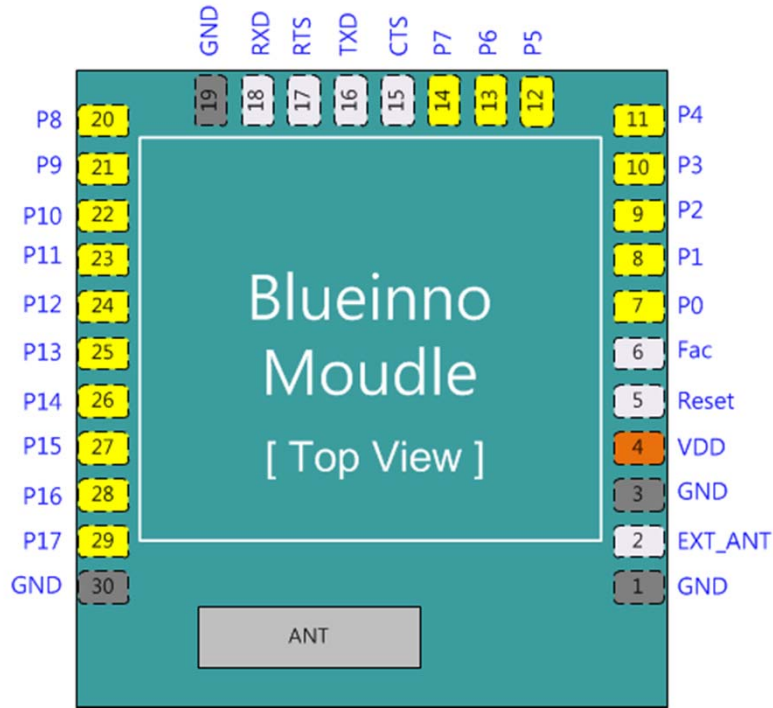 GND RXD RTS TXD CTS P7 P6 P5
19 18 17 16 15 14 13 12
P8 20
P9 21
P10 22
P11 23
P12 24
P13 25
P14 26
P15 27
P16 28
P17 29
GND 30
Blueinno
Moudle
[ Top View ]
11 P4
10 P3
9 P2
8 P1
7 P0
6 Fac
5 Reset
4 VDD
3 GND
2 EXT_ANT
1 GND
ANT